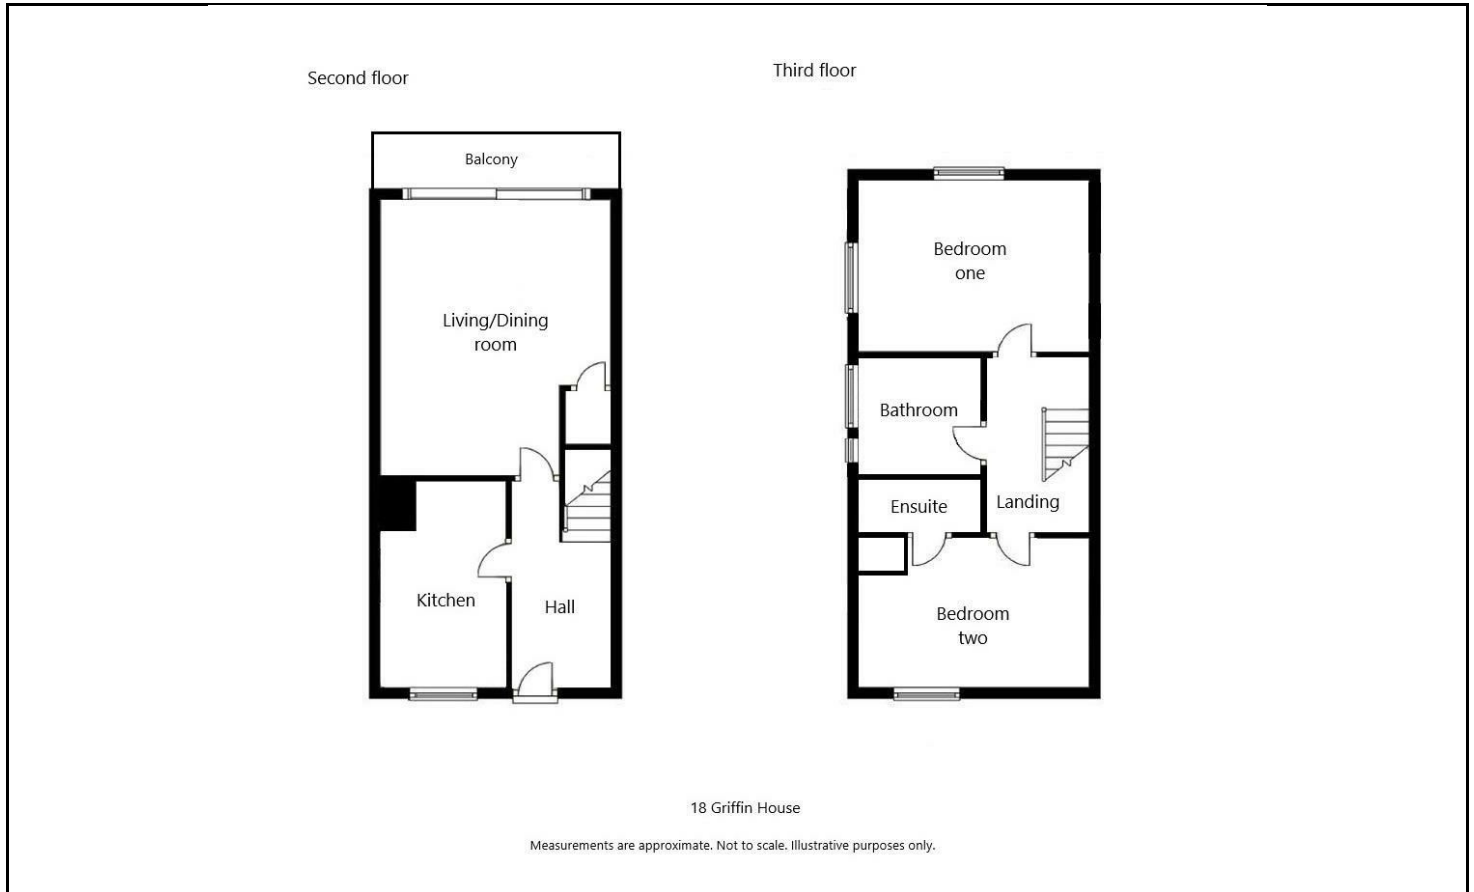 Second floor
Third floor
Balcony
Living/Dining
room
Kitchen
Hall
Bedroom
one
Bathroom
Ensuite
Landing
Bedroom
two
18 Griffin House
Measurements are approximate. Not to scale. Illustrative purposes only.